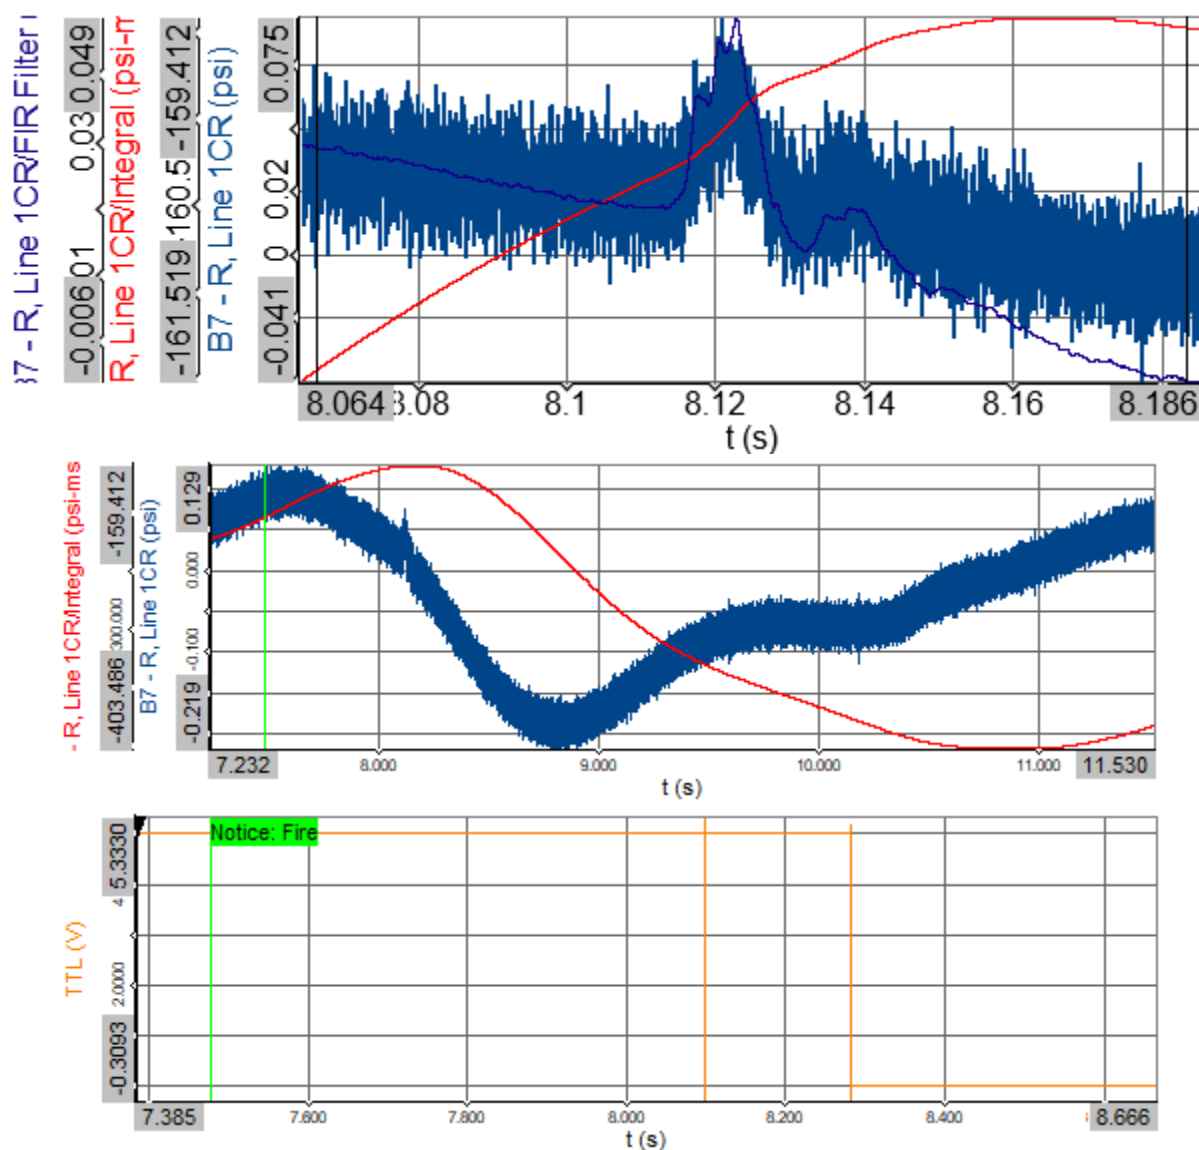 B7 - R, Line 1CR/FIR Filter
-0.006 01 0.03 0.049
R, Line 1CR/Integral (psi-m
-161.519 -160.5 -159.412
B7 - R, Line 1CR (psi)
-0.041 0 0.02 0.075
8.064 8.08 8.1 8.12 8.14 8.16 8.186
t (s)
- R, Line 1CR/Integral (psi-ms
-403.486 300.000 -159.412
B7 - R, Line 1CR (psi)
-0.219 -0.100 0.000 0.129
7.232 8.000 9.000 10.000 11.000 11.530
t (s)
Notice: Fire
TTL (V)
-0.3093 2.0000 4 5.3330
7.385 7.600 7.800 8.000 8.200 8.400 8.666
t (s)